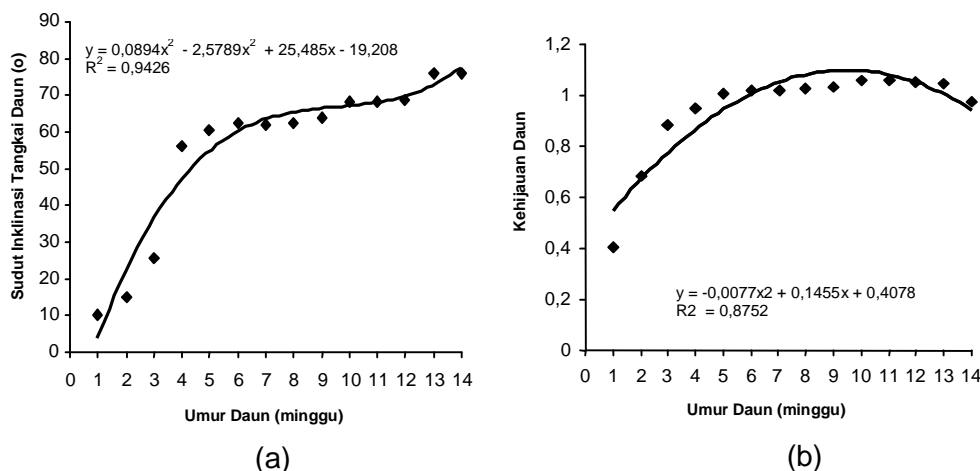 Sudut Inklinasi Tangkai Daun (o)
90
80
70
60
50
40
30
20
10
0
y = 0,0894x2 - 2,5789x2 + 25,485x - 19,208
R2 = 0,9426
0 1 2 3 4 5 6 7 8 9 10 11 12 13 14
Umur Daun (minggu)
(a)
Kehijauan Daun
1,2
1
0,8
0,6
0,4
0,2
0
y = -0,0077x2 + 0,1455x + 0,4078
R2 = 0,8752
0 1 2 3 4 5 6 7 8 9 10 11 12 13 14
Umur Daun (minggu)
(b)